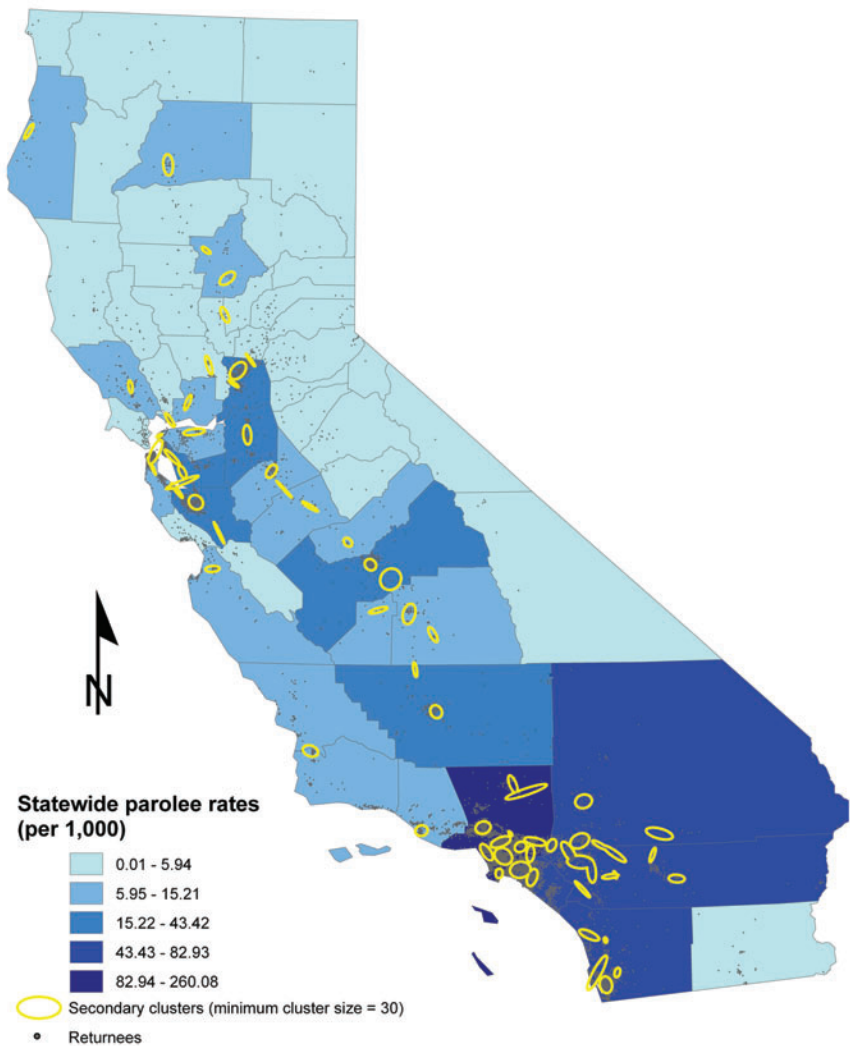 N
Statewide parolee rates
(per 1,000)
0.01 - 5.94
5.95 - 15.21
15.22 - 43.42
43.43 - 82.93
82.94 - 260.08
Secondary clusters (minimum cluster size = 30)
Returnees